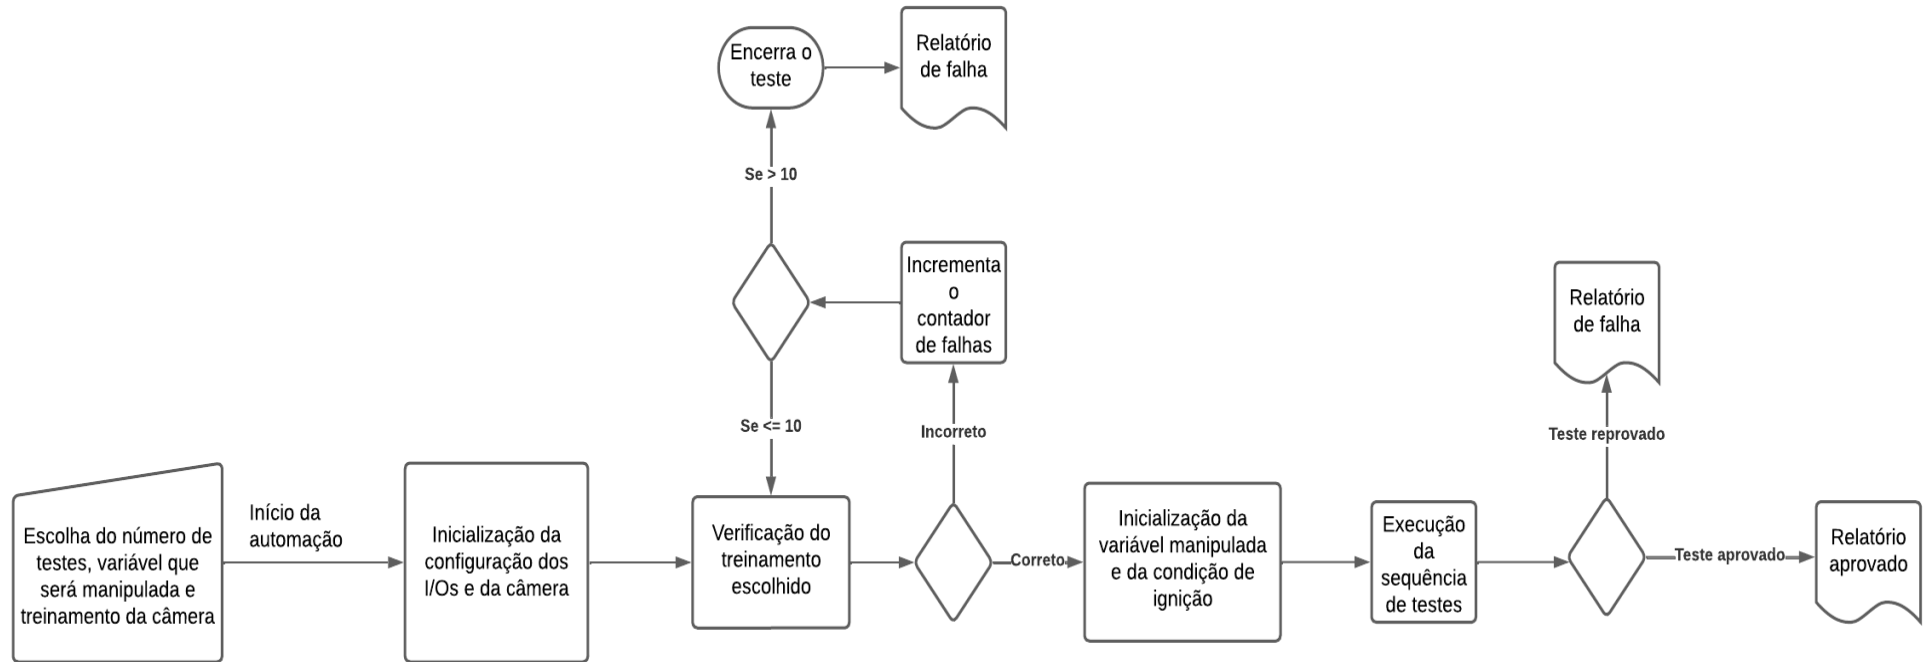 Encerra o
teste
Relatório
de falha
Se > 10
Incrementa
o
contador
de falhas
Relatório
de falha
Se <= 10
Incorreto
Teste reprovado
Escolha do número de
testes, variável que
será manipulada e
treinamento da câmera
Início da
automação
Inicialização da
configuração dos
I/Os e da câmera
Verificação do
treinamento
escolhido
Correto
Inicialização da
variável manipulada
e da condição de
ignição
Execução
da
sequência
de testes
Teste aprovado
Relatório
aprovado